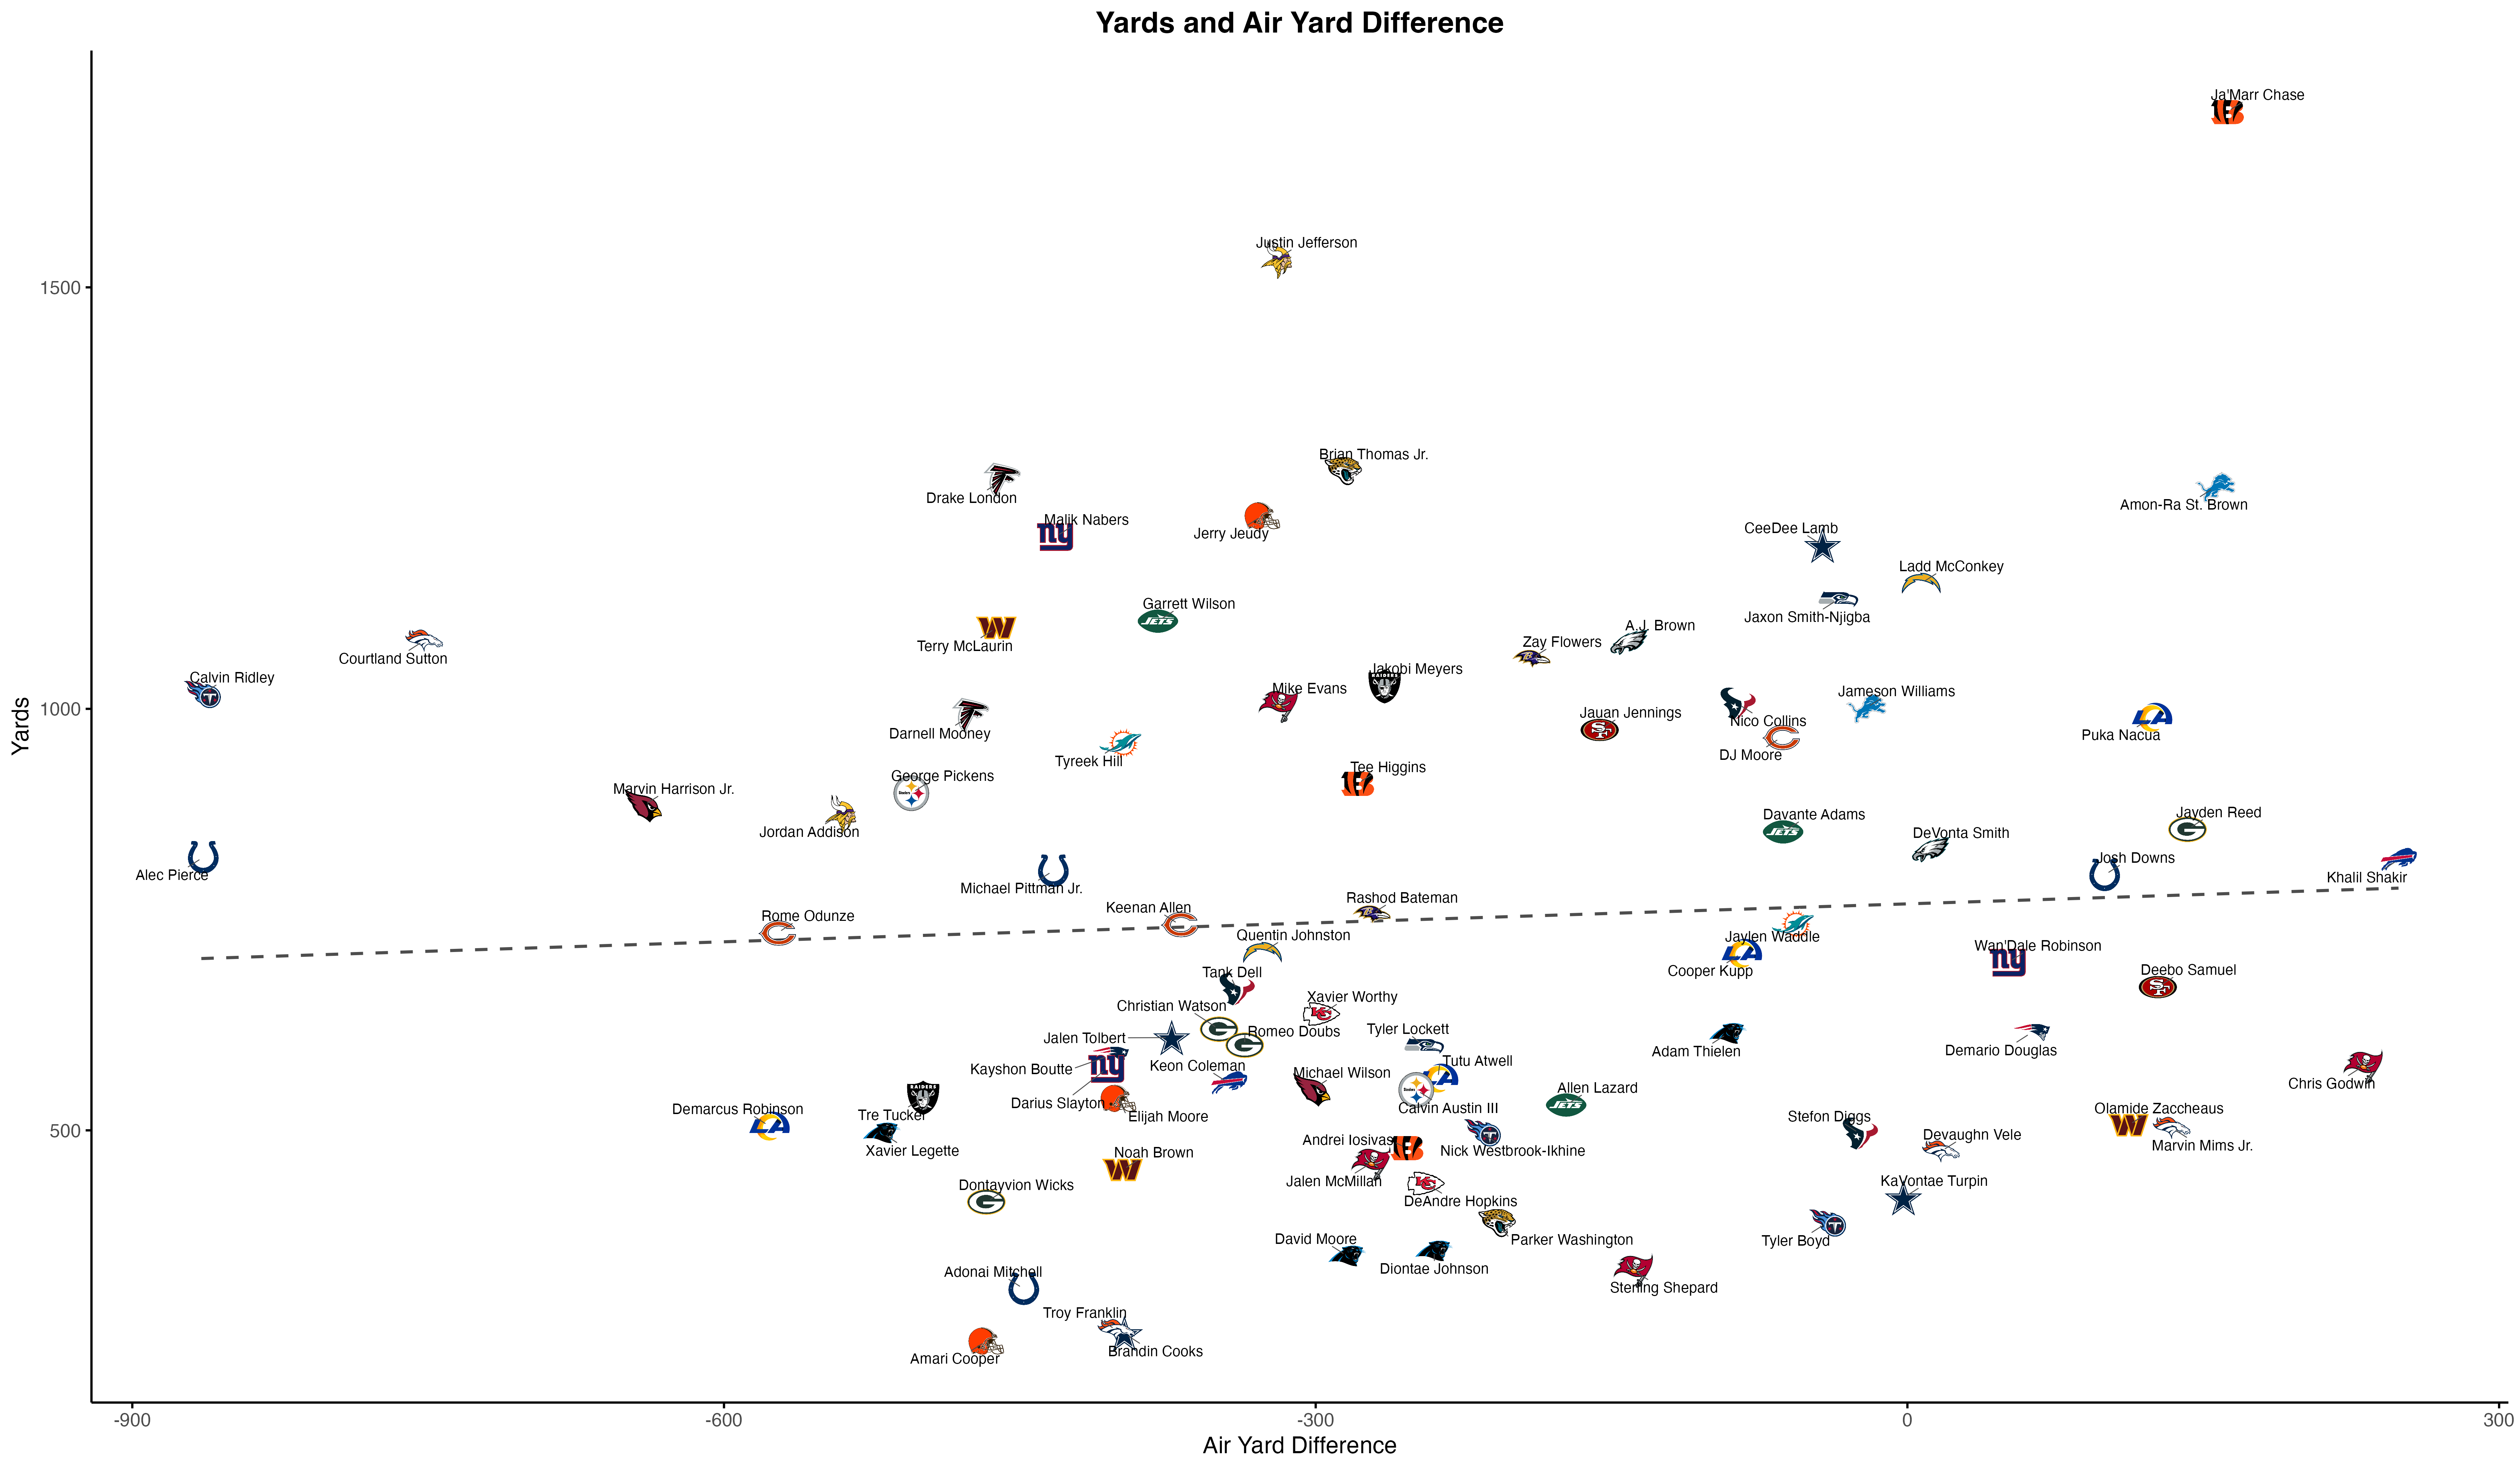 Yards and Air Yard Difference
Ja'Marr Chase
Justin Jefferson
1500
Brian Thomas Jr.
Drake London
Amon-Ra St. Brown
Malik Nabers
CeeDee Lamb
Jerry Jeudy
Ladd McConkey
Garrett Wilson
JETS
Jaxon Smith-Njigba
A.J. Brown
Zay Flowers
Terry McLaurin
Courtland Sutton
Jakobi Meyers
RAIDERS
Calvin Ridley
Mike Evans
Jameson Williams
1000
Jauan Jennings
Nico Collins
Darnell Mooney
Puka Nacua
DJ Moore
Tyreek Hill
Tee Higgins
George Pickens
Steelers
Marvin Harrison Jr.
Jayden Reed
Davante Adams
JETS
Jordan Addison
DeVonta Smith
Josh Downs
Alec Pierce
Khalil Shakir
Michael Pittman Jr.
Rashod Bateman
Keenan Allen
Rome Odunze
Quentin Johnston
Jaylen Waddle
Wan'Dale Robinson
Cooper Kupp
Deebo Samuel
Tank Dell
Xavier Worthy
Christian Watson
Romeo Doubs
Tyler Lockett
Jalen Tolbert
Adam Thielen
Demario Douglas
Tutu Atwell
Keon Coleman
Kayshon Boutte
Michael Wilson
Chris Godwin
Allen Lazard
JETS
RAIDERS
Steelers
Darius Slayton
Calvin Austin III
Olamide Zaccheaus
Demarcus Robinson
Tre Tucker
Elijah Moore
Stefon Diggs
500
Devaughn Vele
Andrei Iosivas
Marvin Mims Jr.
Xavier Legette
Nick Westbrook-Ikhine
Noah Brown
Jalen McMillan
KaVontae Turpin
Dontayvion Wicks
DeAndre Hopkins
David Moore
Parker Washington
Tyler Boyd
Diontae Johnson
Adonai Mitchell
Sterling Shepard
Troy Franklin
Brandin Cooks
Amari Cooper
Yards
-900
-600
-300
0
300
Air Yard Difference